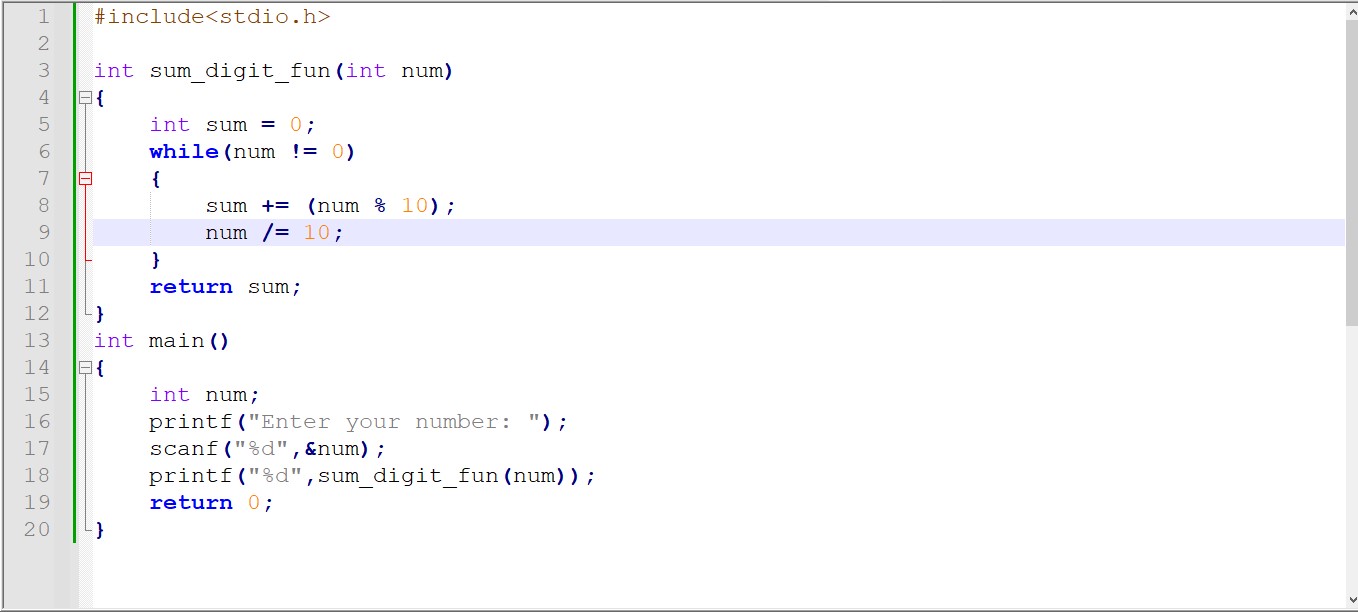 1 #include<stdio.h>
2
3 int sum_digit_fun(int num)
4 {
5     int sum = 0;
6     while(num != 0)
7     {
8         sum += (num % 10);
9         num /= 10;
10     }
11     return sum;
12 }
13 int main()
14 {
15     int num;
16     printf("Enter your number: ");
17     scanf("%d",&num);
18     printf("%d",sum_digit_fun(num));
19     return 0;
20 }